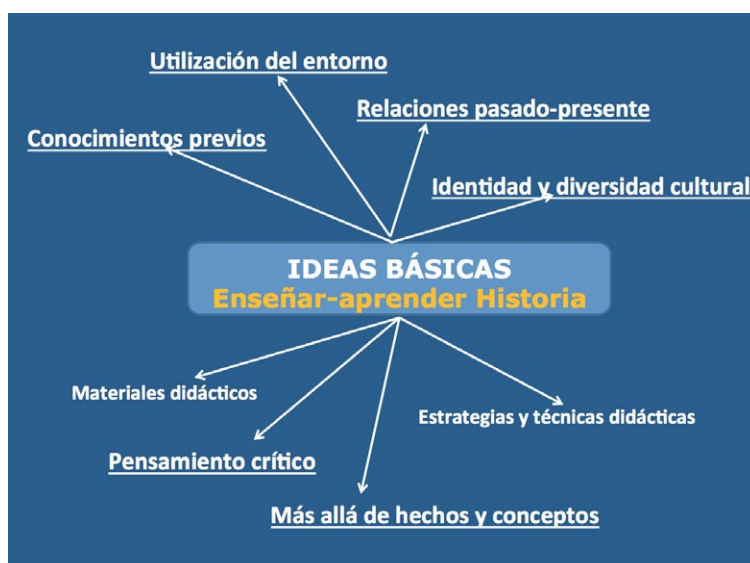 Utilización del entorno
Relaciones pasado-presente
Conocimientos previos
Identidad y diversidad cultural
IDEAS BÁSICAS
Enseñar-aprender Historia
Materiales didácticos
Estrategias y técnicas didácticas
Pensamiento crítico
Más allá de hechos y conceptos